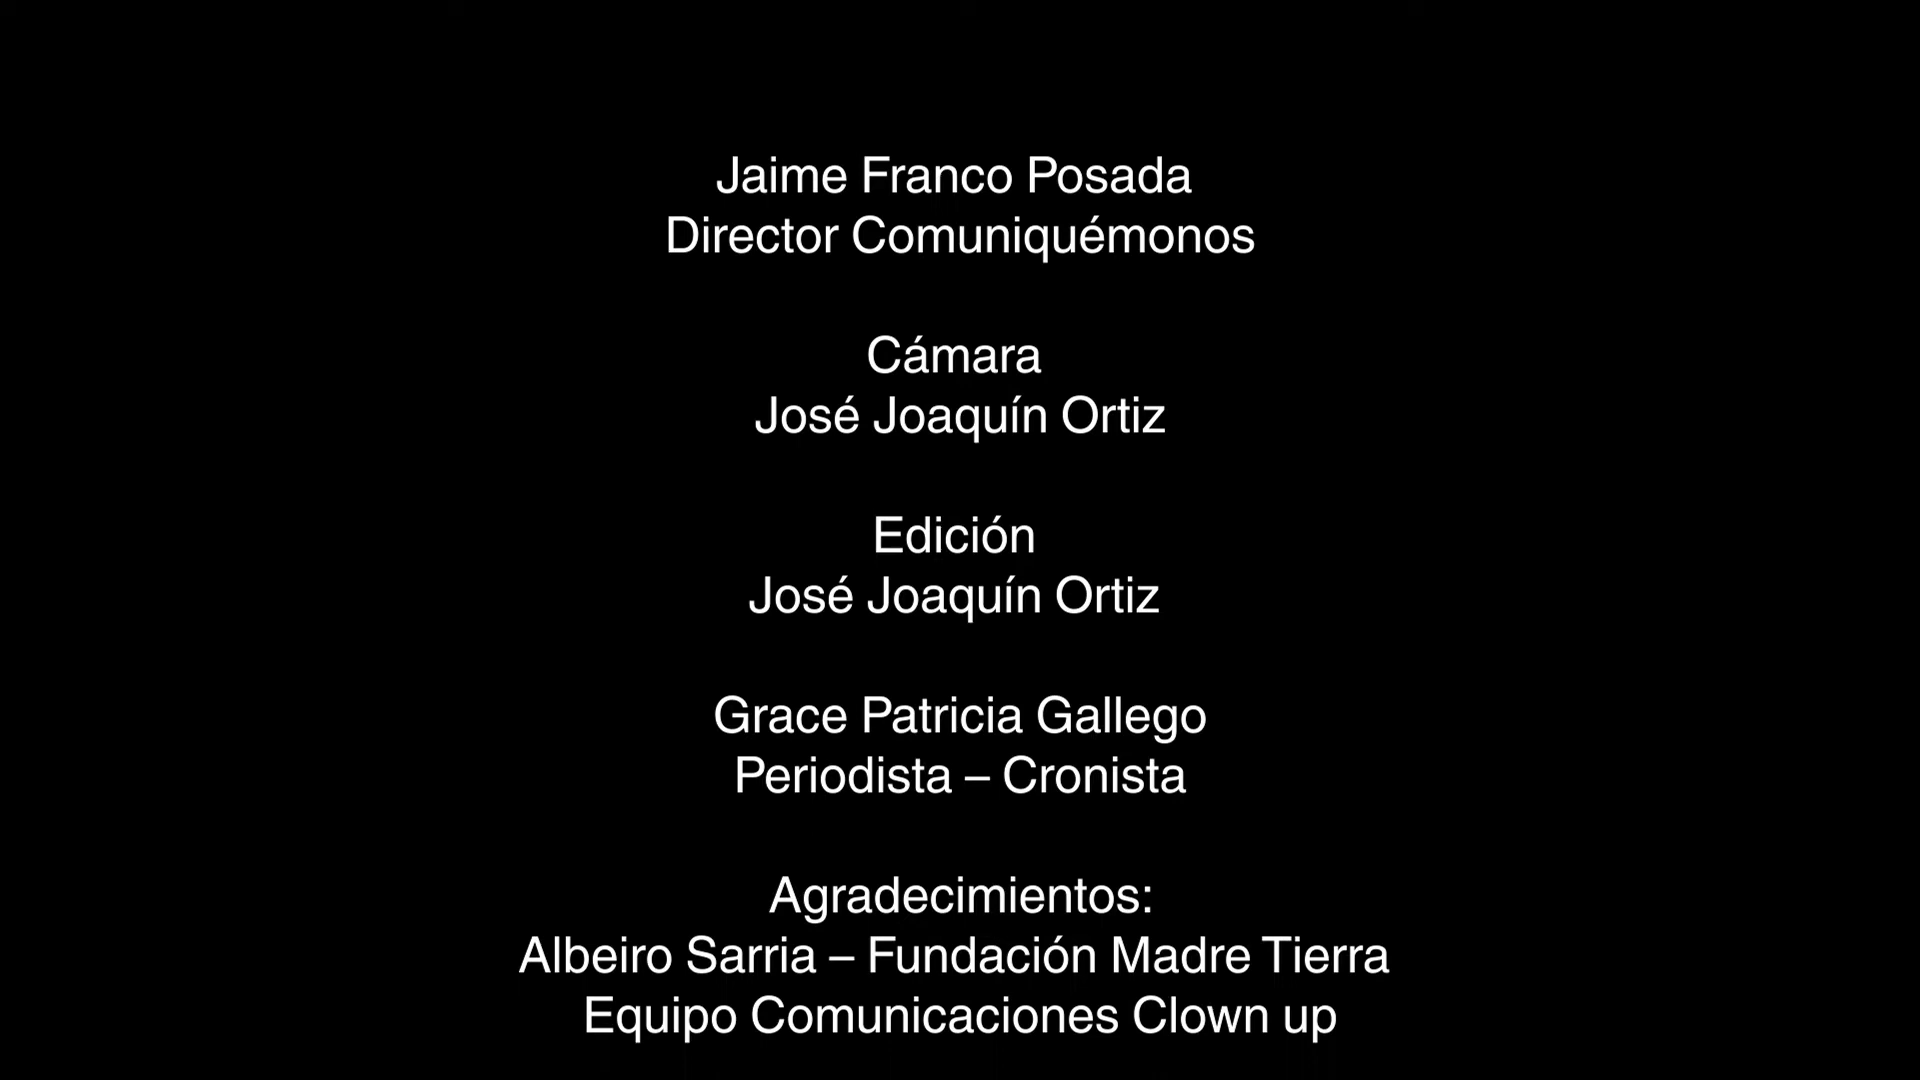 Jaime Franco Posada
Director Comuniquémonos
Cámara
José Joaquín Ortiz
Edición
José Joaquín Ortiz
Grace Patricia Gallego
Periodista – Cronista
Agradecimientos:
Albeiro Sarria – Fundación Madre Tierra
Equipo Comunicaciones Clown up